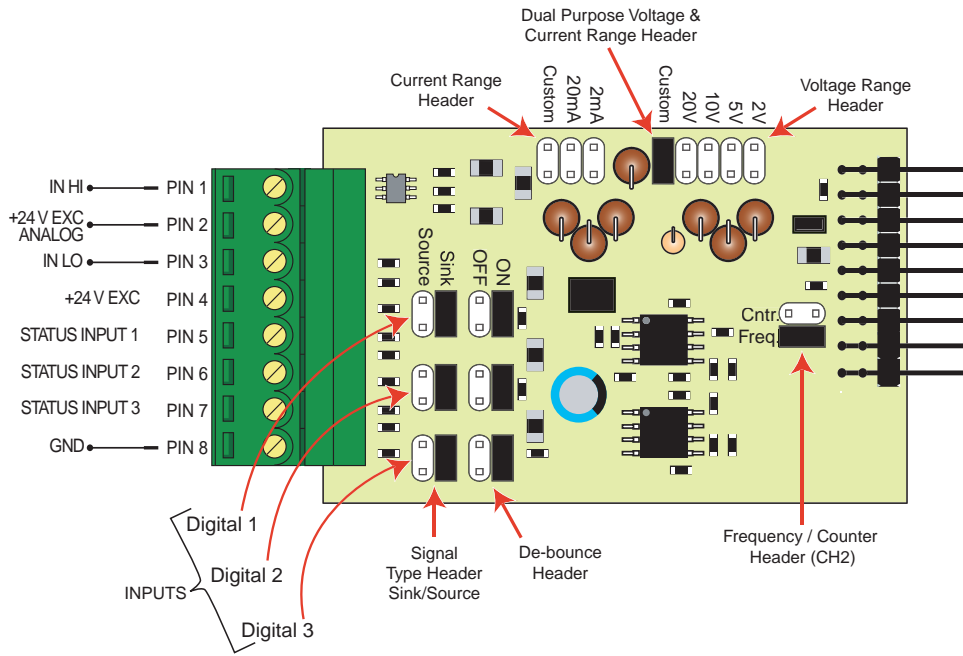 Dual Purpose Voltage &
Current Range Header
Current Range
Header
Custom
20mA
2mA
Custom
20V
10V
5V
2V
Voltage Range
Header
IN HI
PIN 1
+24 V EXC
ANALOG
PIN 2
IN LO
PIN 3
+24 V EXC
PIN 4
STATUS INPUT 1
PIN 5
STATUS INPUT 2
PIN 6
STATUS INPUT 3
PIN 7
GND
PIN 8
Source
Sink
OFF
ON
Cntr.
Freq.
INPUTS
Digital 1
Digital 2
Digital 3
Signal
Type Header
Sink/Source
De-bounce
Header
Frequency / Counter
Header (CH2)